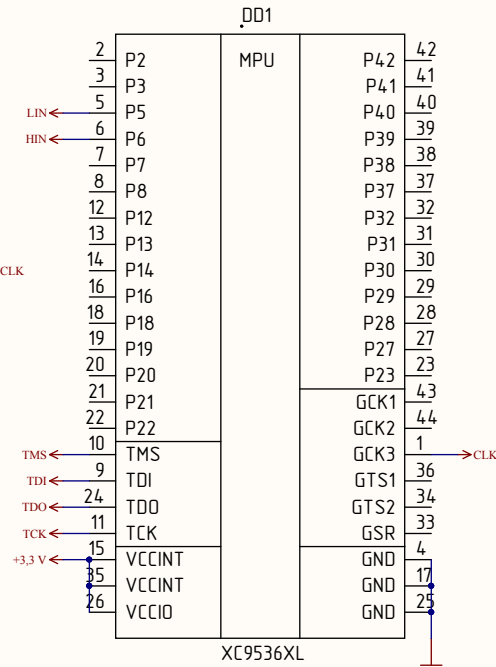 DD1
MPU
2 P2 P42 42
3 P3 P41 41
LIN 5 P5 P40 40
HIN 6 P6 P39 39
7 P7 P38 38
8 P8 P37 37
12 P12 P32 32
13 P13 P31 31
CLK 14 P14 P30 30
16 P16 P29 29
18 P18 P28 28
19 P19 P27 27
20 P20 P23 23
21 P21 GCK1 43
22 P22 GCK2 44
TMS 10 TMS GCK3 1 CLK
TDI 9 TDI GTS1 36
TDO 24 TDO GTS2 34
TCK 11 TCK GSR 33
+3,3 V 15 VCCINT GND 4
35 VCCINT GND 17
26 VCCIO GND 25
XC9536XL